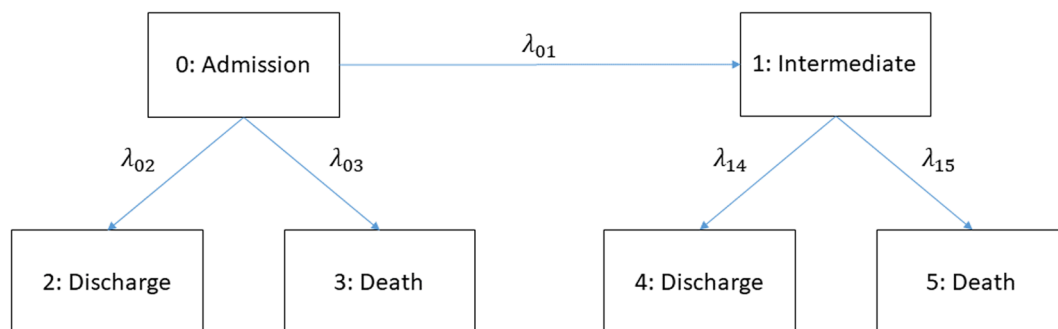 λ01
0: Admission
1: Intermediate
λ02
λ03
λ14
λ15
2: Discharge
3: Death
4: Discharge
5: Death